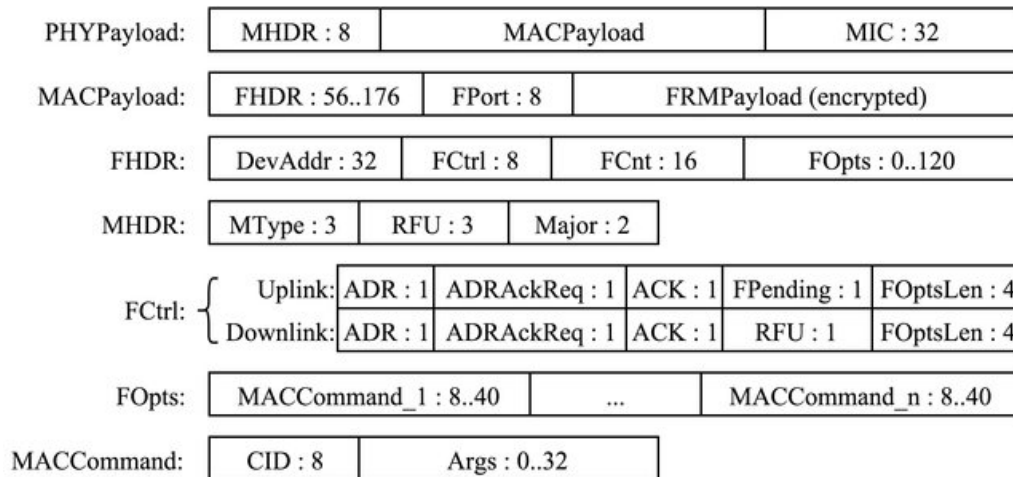 PHYPayload: MHDR : 8 MACPayload MIC : 32
MACPayload: FHDR : 56..176 FPort : 8 FRMPayload (encrypted)
FHDR: DevAddr : 32 FCtrl : 8 FCnt : 16 FOpts : 0..120
MHDR: MType : 3 RFU : 3 Major : 2
FCtrl: Uplink: ADR : 1 ADRAckReq : 1 ACK : 1 FPending : 1 FOptsLen : 4
Downlink: ADR : 1 ADRAckReq : 1 ACK : 1 RFU : 1 FOptsLen : 4
FOpts: MACCommand_1 : 8..40 ... MACCommand_n : 8..40
MACCommand: CID : 8 Args : 0..32